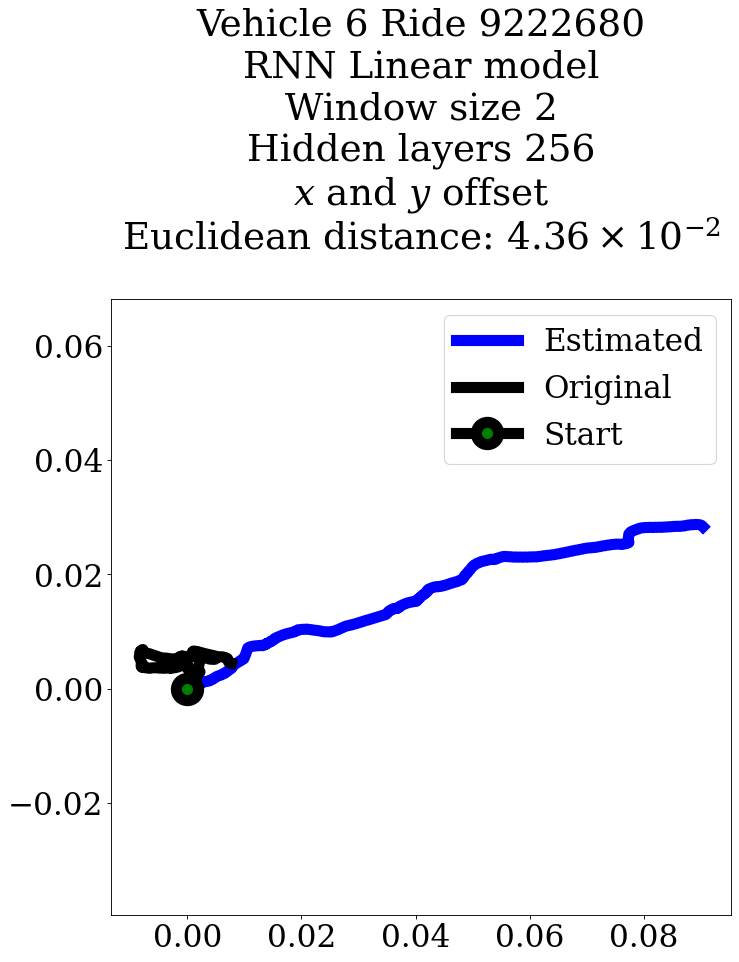 Vehicle 6 Ride 9222680
RNN Linear model
Window size 2
Hidden layers 256
x and y offset
Euclidean distance: 4.36 × 10⁻²
Estimated
Original
Start
0.06
0.04
0.02
0.00
−0.02
0.00 0.02 0.04 0.06 0.08